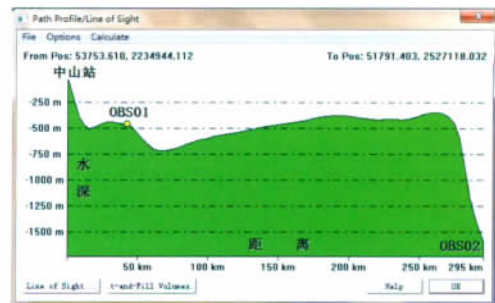 Path Profile/Line of Sight
File Options Calculate
From Pos: 53753.610, 2234944.112 To Pos: 51791.403, 2527118.032
中山站
-250 m
OBS01
-500 m
-750 m
水
深
-1000 m
-1250 m
-1500 m
距 离
OBS02
50 km 100 km 150 km 200 km 250 km 295 km
Line of Sight... t-and-Fill Volumes... Help OK